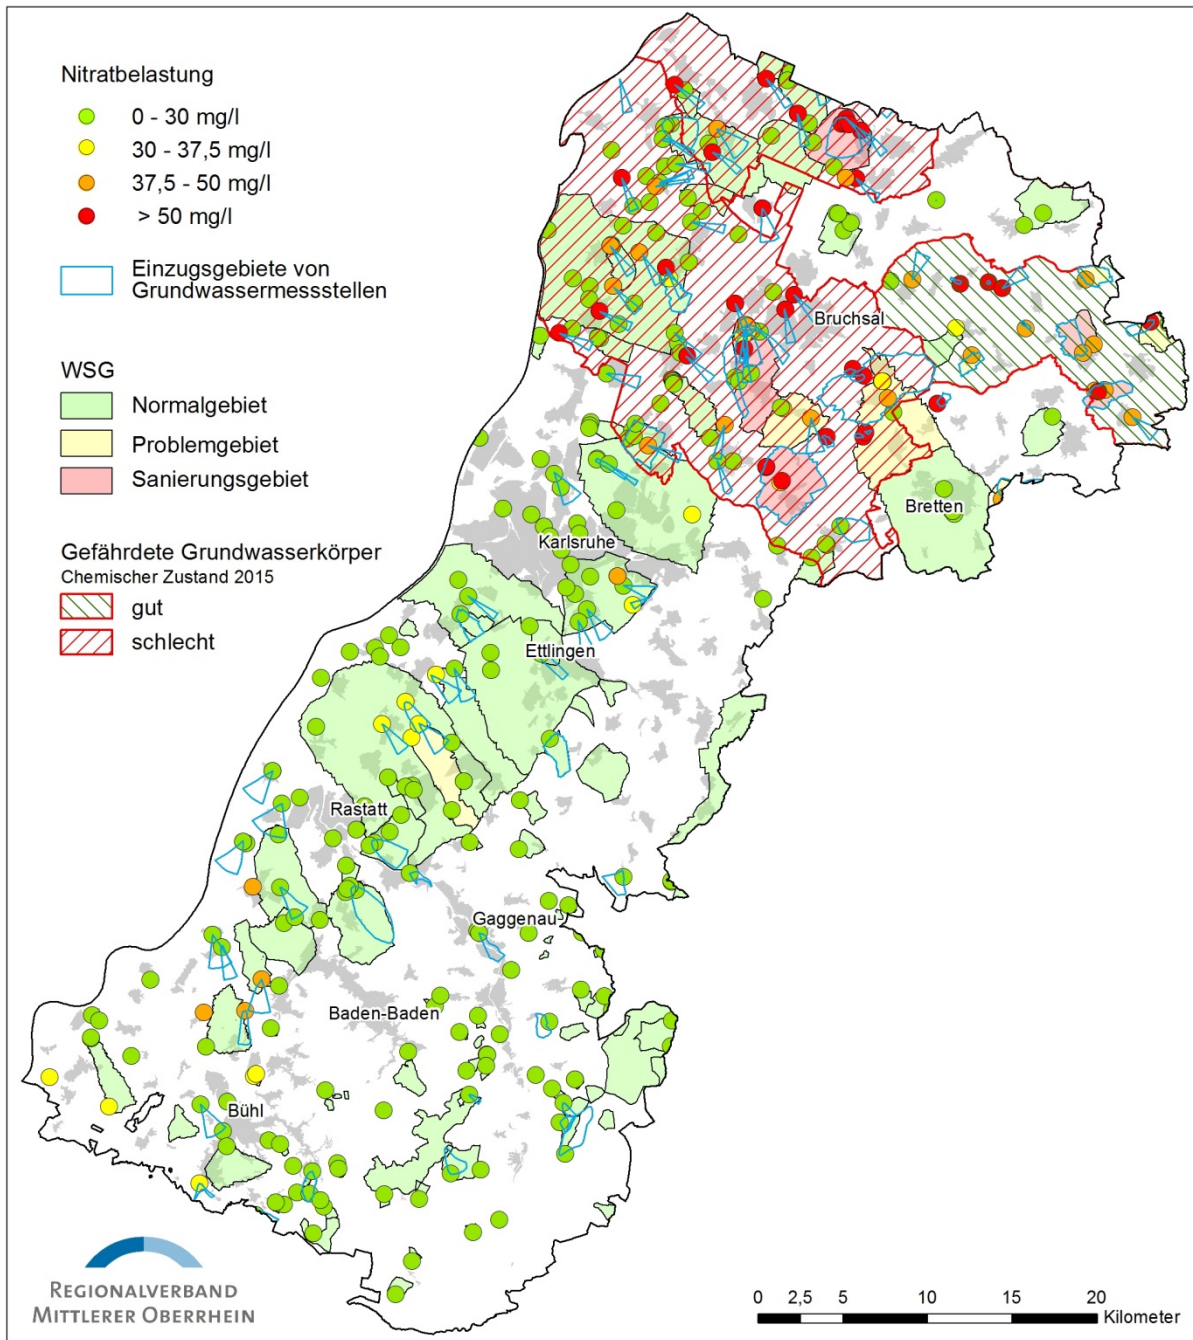 Nitratbelastung
0 - 30 mg/l
30 - 37,5 mg/l
37,5 - 50 mg/l
> 50 mg/l
Einzugsgebiete von
Grundwassermessstellen
WSG
Normalgebiet
Problemgebiet
Sanierungsgebiet
Gefährdete Grundwasserkörper
Chemischer Zustand 2015
gut
schlecht
Bruchsal
Bretten
Karlsruhe
Ettlingen
Rastatt
Gaggenau
Baden-Baden
Bühl
REGIONALVERBAND
MITTLERER OBERRHEIN
0 2,5 5 10 15 20
Kilometer